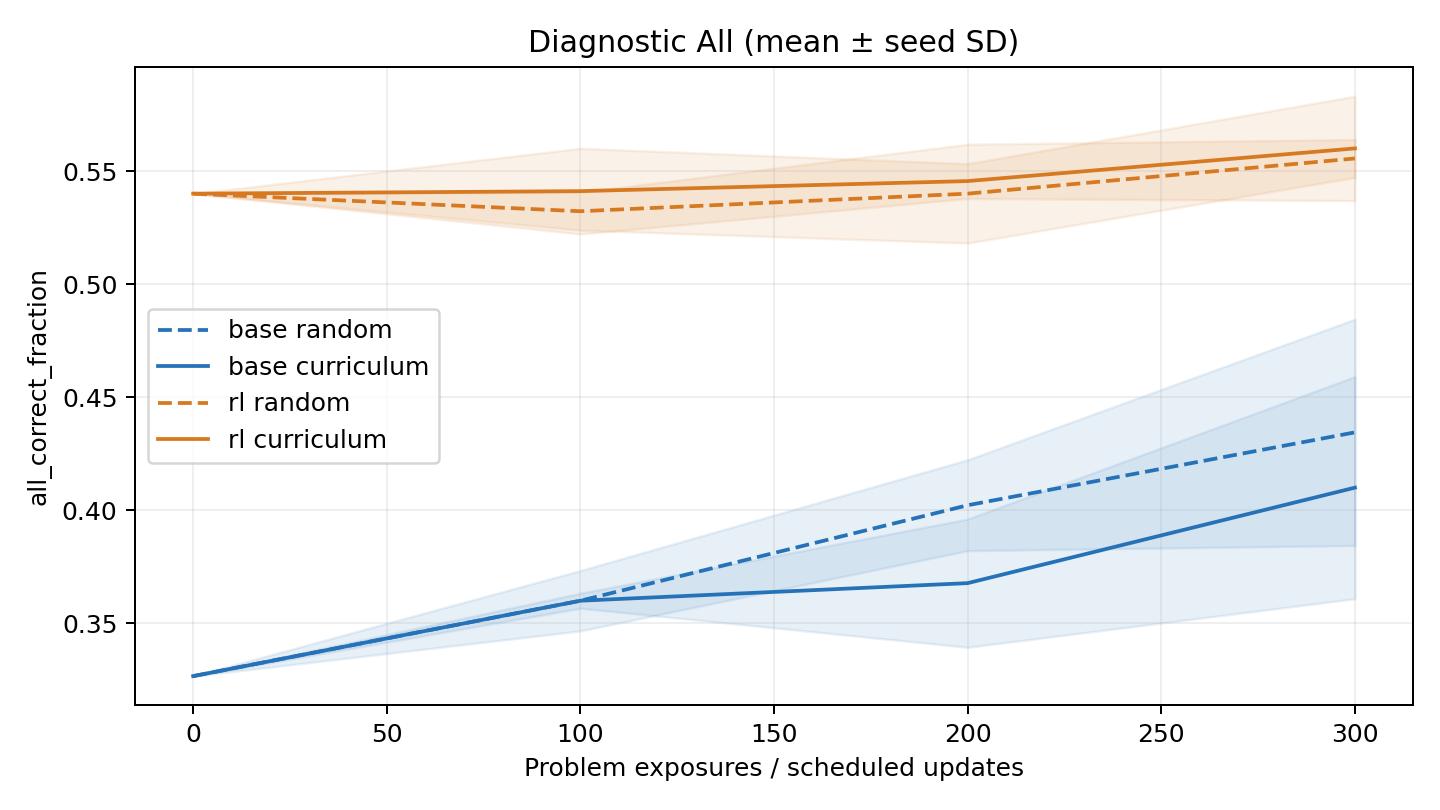 Diagnostic All (mean ± seed SD)
all_correct_fraction
0.55
0.50
0.45
0.40
0.35
base random
base curriculum
rl random
rl curriculum
0 50 100 150 200 250 300
Problem exposures / scheduled updates